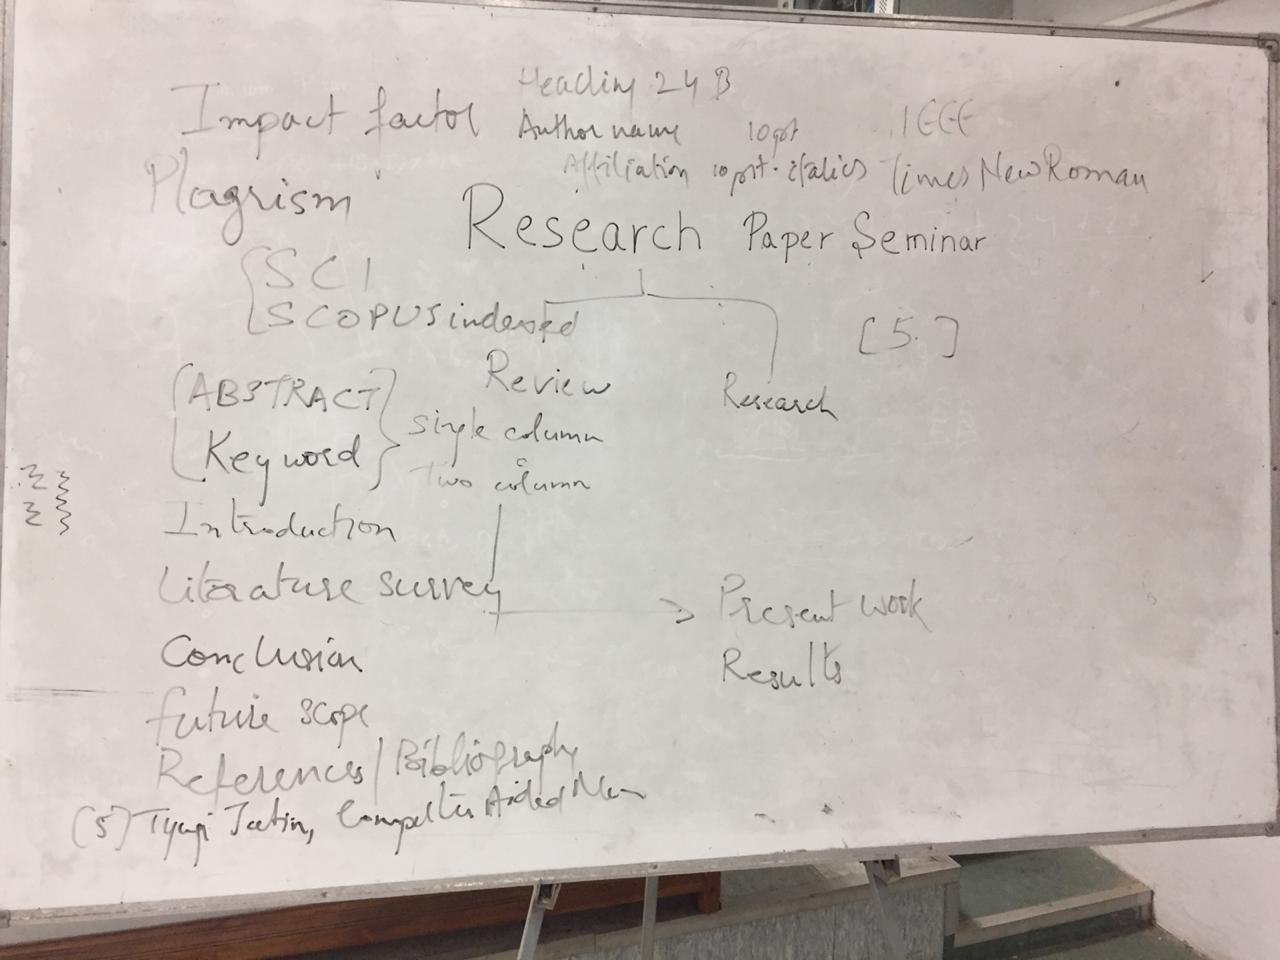 Heading 24 B
Impact factor
Author name 10pt IEEE
Affiliation 10pt. italics Times New Roman
Plagrism
Research Paper Seminar
SCI
SCOPUS indexed
[5.]
Review
Research
ABSTRACT
Single column
Keyword
Two column
Introduction
Literature survey
Present work
Conclusion
Results
future scope
References/Bibliography
(5) Tyagi Jatin, Computer Aided